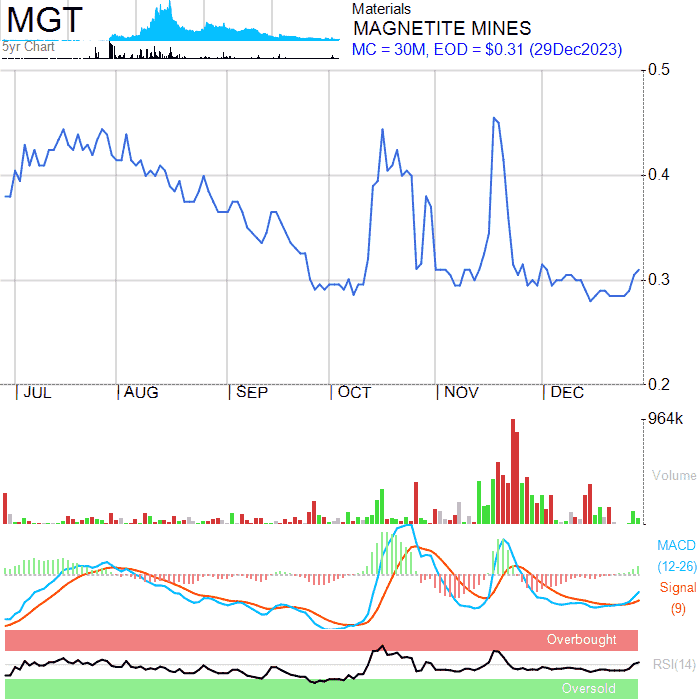 MGT
5yr Chart
Materials
MAGNETITE MINES
MC = 30M, EOD = $0.31 (29Dec2023)
0.5
0.4
0.3
0.2
JUL AUG SEP OCT NOV DEC
964k
Volume
MACD
(12-26)
Signal
(9)
Overbought
RSI(14)
Oversold